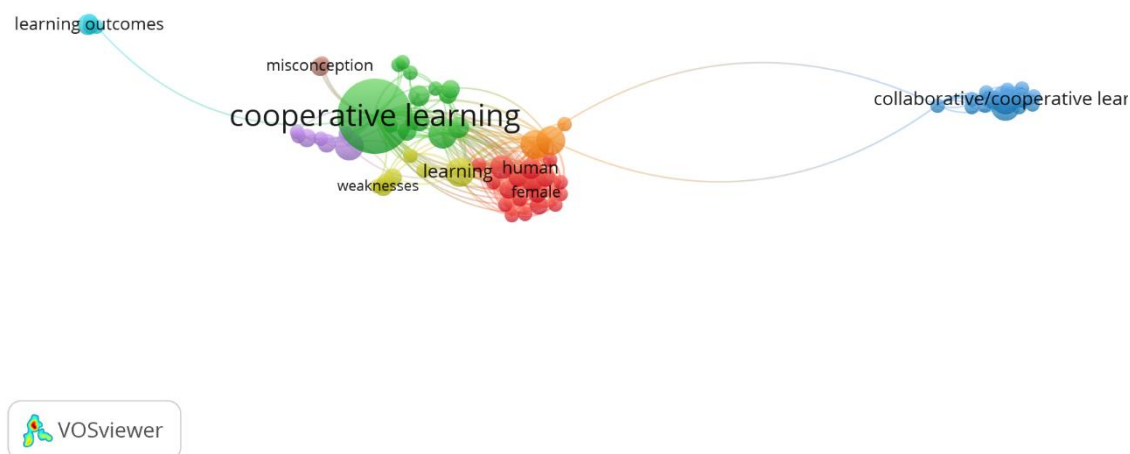 learning outcomes
misconception
cooperative learning
collaborative/cooperative lear
learning
human
weaknesses
female
VOSviewer